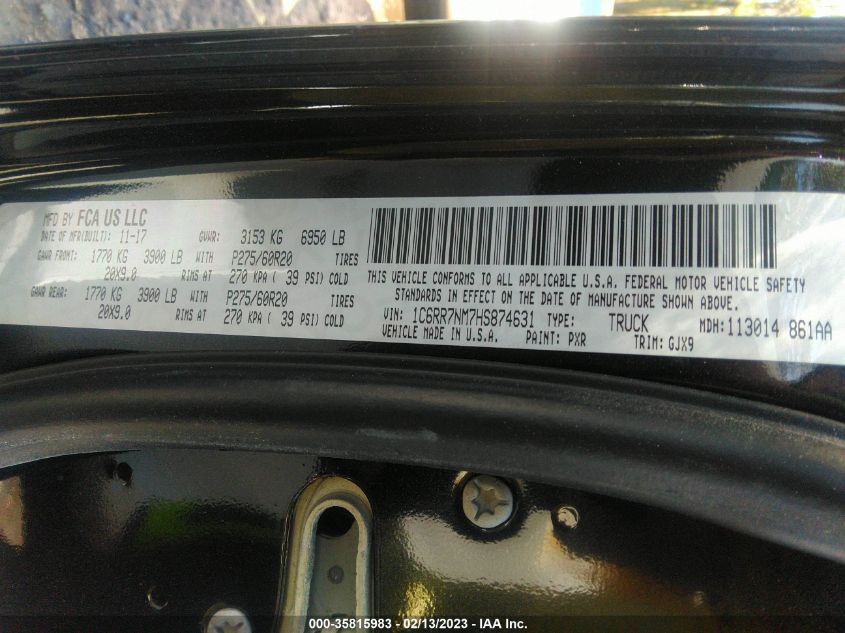 MFD BY FCA US LLC
DATE OF MFR(BUILT): 11-17 GVWR: 3153 KG 6950 LB
GAWR FRONT: 1770 KG 3900 LB WITH P275/60R20 TIRES
20X9.0 RIMS AT 270 KPA ( 39 PSI) COLD
GAWR REAR: 1770 KG 3900 LB WITH P275/60R20 TIRES
20X9.0 RIMS AT 270 KPA ( 39 PSI) COLD
THIS VEHICLE CONFORMS TO ALL APPLICABLE U.S.A. FEDERAL MOTOR VEHICLE SAFETY
STANDARDS IN EFFECT ON THE DATE OF MANUFACTURE SHOWN ABOVE.
VIN: 1C6RR7NM7HS874631 TYPE: TRUCK MDH:113014 861AA
VEHICLE MADE IN U.S.A. PAINT: PXR TRIM: GJX9
000-35815983 - 02/13/2023 - IAA Inc.